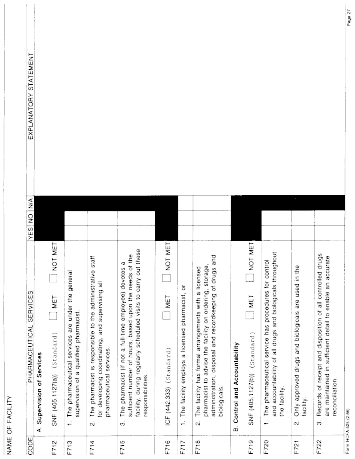 NAME OF FACILITY
CODE PHARMACEUTICAL SERVICES YES NO N/A EXPLANATORY STATEMENT
A. Supervision of Services
F712 SNF (405.1127(a)) (Standard) MET NOT MET
F713 1. The pharmaceutical services are under the general
supervision of a qualified pharmacist.
F714 2. The pharmacist is responsible to the administrative staff
for developing, coordinating, and supervising all
pharmaceutical services.
F715 3. The pharmacist (if not a full-time employee) devotes a
sufficient number of hours, based upon the needs of the
facility, during regularly scheduled visits to carry out these
responsibilities.
F716 ICF (442.333) (Standard) MET NOT MET
F717 1. The facility employs a licensed pharmacist, or
F718 2. The facility has formal arrangements with a licensed
pharmacist to advise the facility on ordering, storage,
administration, disposal and recordkeeping of drugs and
biologicals.
B. Control and Accountability
F719 SNF (405.1127(b)) (Standard) MET NOT MET
F720 1. The pharmaceutical service has procedures for control
and accountability of all drugs and biologicals throughout
the facility.
F721 2. Only approved drugs and biologicals are used in the
facility.
F722 3. Records of receipt and disposition of all controlled drugs
are maintained in sufficient detail to enable an accurate
reconciliation.
Page 27